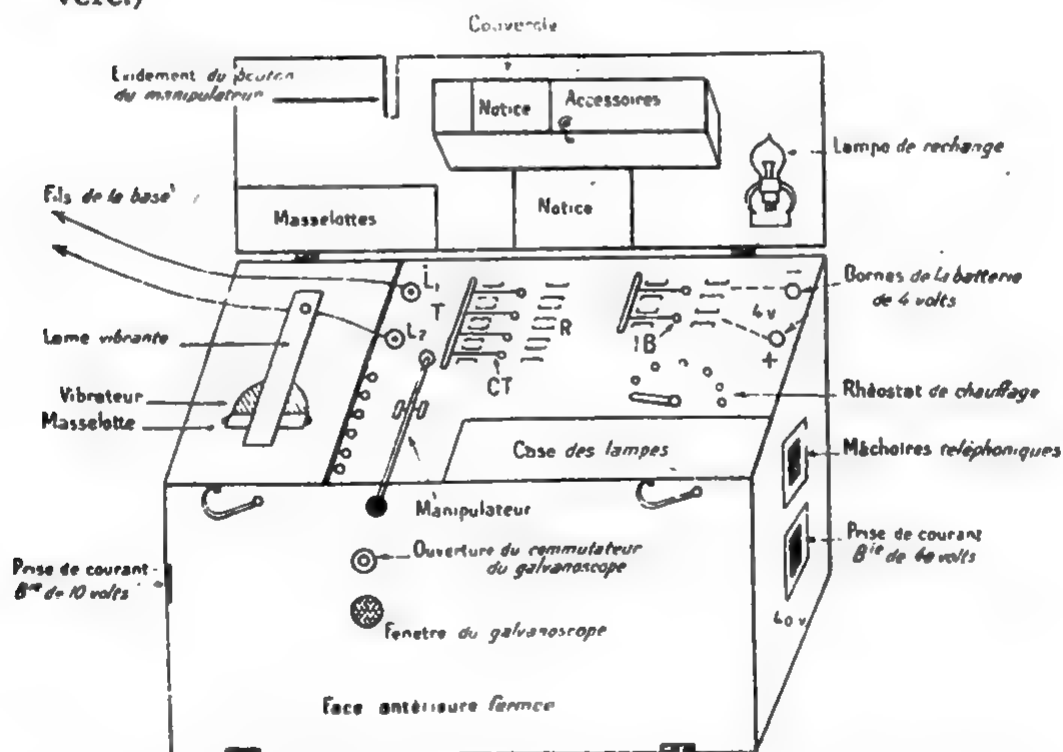 Couvercle
Evidement du bouton
du manipulateur
Notice
Accessoires
Lampe de rechange
Fils de la base
Masselottes
Notice
L1
T
L2
R
CT
IB
4v
-
+
Bornes de la batterie
de 4 volts
Lame vibrante
Vibrateur
Masselotte
Rhéostat de chauffage
Case des lampes
Mâchoires téléphoniques
Manipulateur
Ouverture du commutateur
du galvanoscope
Prise de courant
Bie de 40 volts
Prise de courant
Bie de 10 volts
Fenêtre du galvanoscope
40 v
Face antérieure fermée